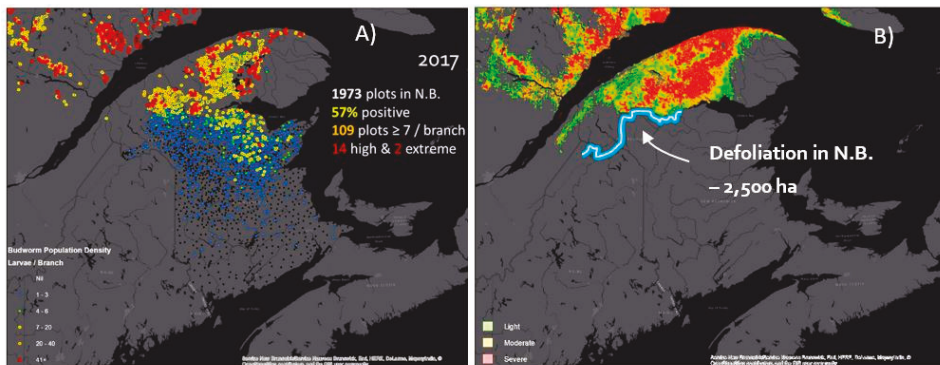 A)
2017
1973 plots in N.B.
57% positive
109 plots ≥ 7 / branch
14 high & 2 extreme
Budworm Population Density
Larvae / Branch
Nil
1 - 3
4 - 6
7 - 20
20 - 40
41+
B)
Defoliation in N.B.
– 2,500 ha
Light
Moderate
Severe